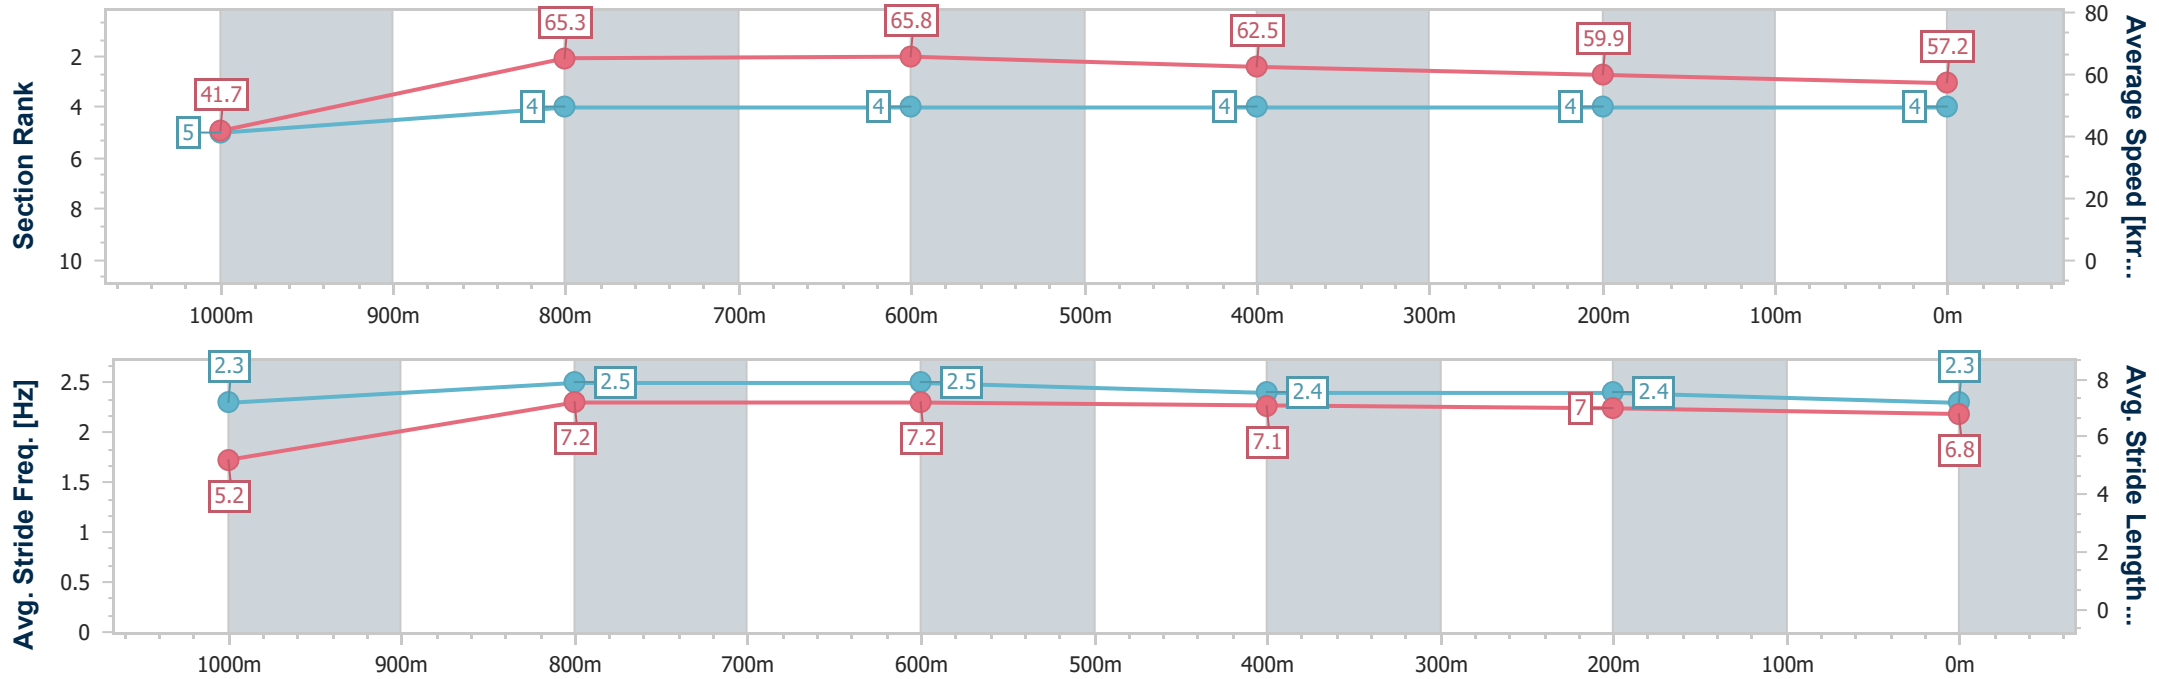 Section Rank
2
4
6
8
10
41.7
65.3
65.8
62.5
59.9
57.2
5
4
4
4
4
4
80
60
40
20
0
Average Speed [km...
1000m
900m
800m
700m
600m
500m
400m
300m
200m
100m
0m
Avg. Stride Freq. [Hz]
2.5
2
1.5
1
0.5
0
2.3
2.5
2.5
2.4
2.4
2.3
5.2
7.2
7.2
7.1
7
6.8
8
6
4
2
0
Avg. Stride Length ...
1000m
900m
800m
700m
600m
500m
400m
300m
200m
100m
0m